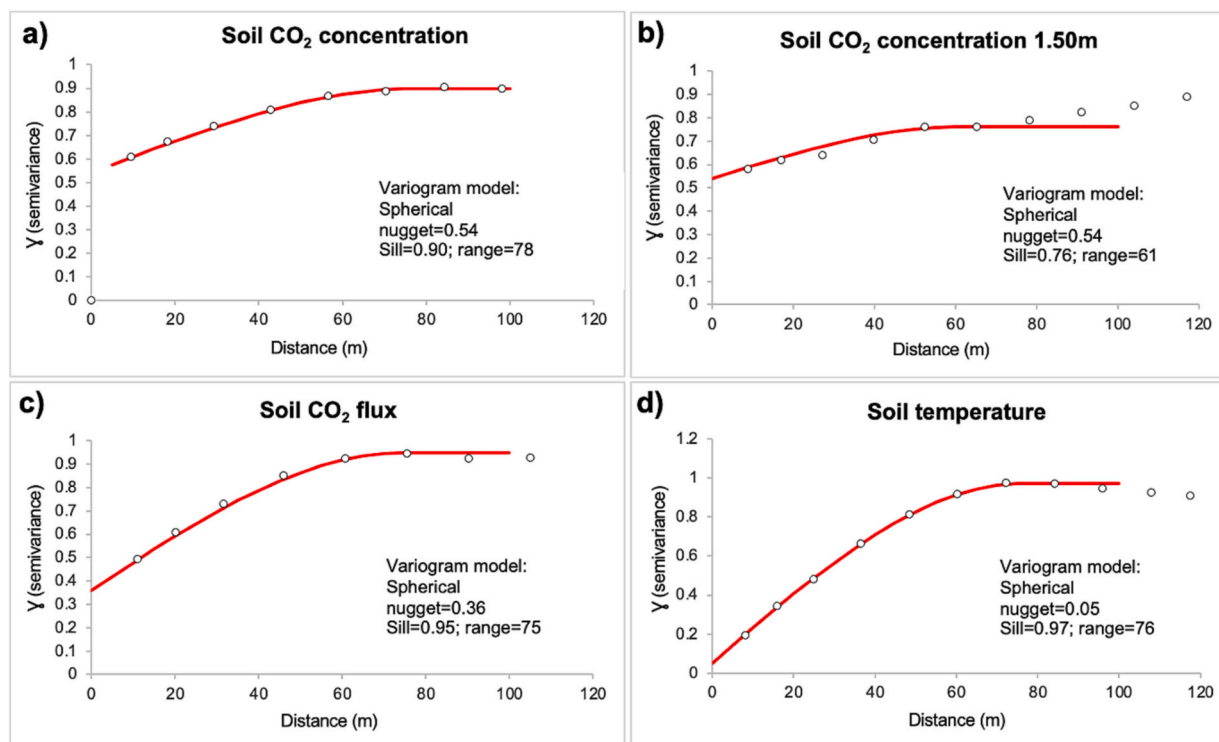 a)
Soil CO₂ concentration
1
0.9
0.8
0.7
0.6
0.5
0.4
0.3
0.2
0.1
0
ɣ (semivariance)
Variogram model:
Spherical
nugget=0.54
Sill=0.90; range=78
0 20 40 60 80 100 120
Distance (m)
b)
Soil CO₂ concentration 1.50m
1
0.9
0.8
0.7
0.6
0.5
0.4
0.3
0.2
0.1
0
ɣ (semivariance)
Variogram model:
Spherical
nugget=0.54
Sill=0.76; range=61
0 20 40 60 80 100 120
Distance (m)
c)
Soil CO₂ flux
1
0.9
0.8
0.7
0.6
0.5
0.4
0.3
0.2
0.1
0
ɣ (semivariance)
Variogram model:
Spherical
nugget=0.36
Sill=0.95; range=75
0 20 40 60 80 100 120
Distance (m)
d)
Soil temperature
1.2
1
0.8
0.6
0.4
0.2
0
ɣ (semivariance)
Variogram model:
Spherical
nugget=0.05
Sill=0.97; range=76
0 20 40 60 80 100 120
Distance (m)